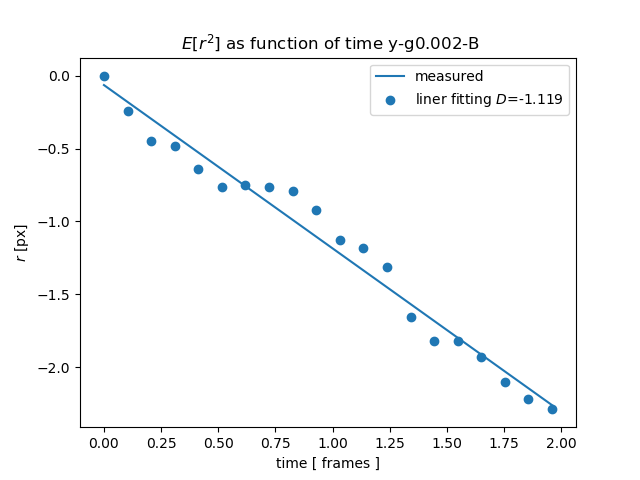 E[r²] as function of time y-g0.002-B
measured
liner fitting D=-1.119
0.0
−0.5
−1.0
−1.5
−2.0
r [px]
0.00 0.25 0.50 0.75 1.00 1.25 1.50 1.75 2.00
time [ frames ]